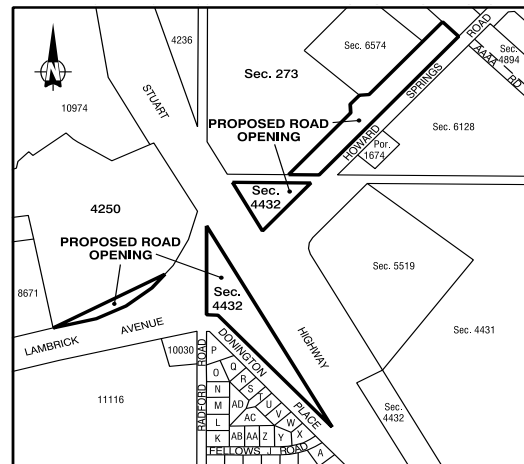 N
4236
Sec. 6574
ROAD
Sec.
4894
AAAA RD
STUART
Sec. 273
SPRINGS
10974
PROPOSED ROAD
OPENING
HOWARD
Por.
1674
Sec. 6128
Sec.
4432
4250
PROPOSED ROAD
OPENING
Sec.
4432
Sec. 5519
8671
HIGHWAY
LAMBRICK AVENUE
Sec. 4431
10030
RADFORD ROAD
DONINGTON PLACE
P
Q
O
R
N
S
T
M
AD
U
V
L
AC
W
K
AB
AA
Z
Y
X
A
FELLOWS J ROAD
11116
Sec.
4432